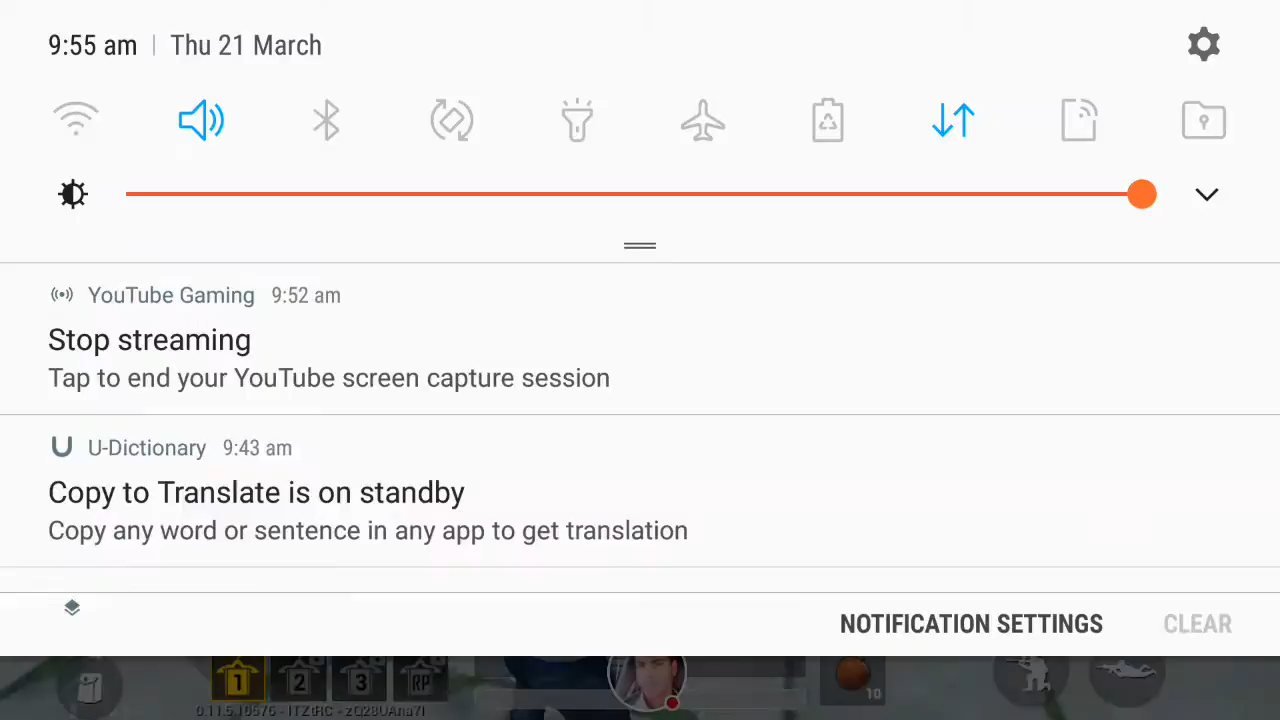 9:55 am | Thu 21 March
YouTube Gaming 9:52 am
Stop streaming
Tap to end your YouTube screen capture session
U-Dictionary 9:43 am
Copy to Translate is on standby
Copy any word or sentence in any app to get translation
NOTIFICATION SETTINGS CLEAR
1 2 3 RP 10